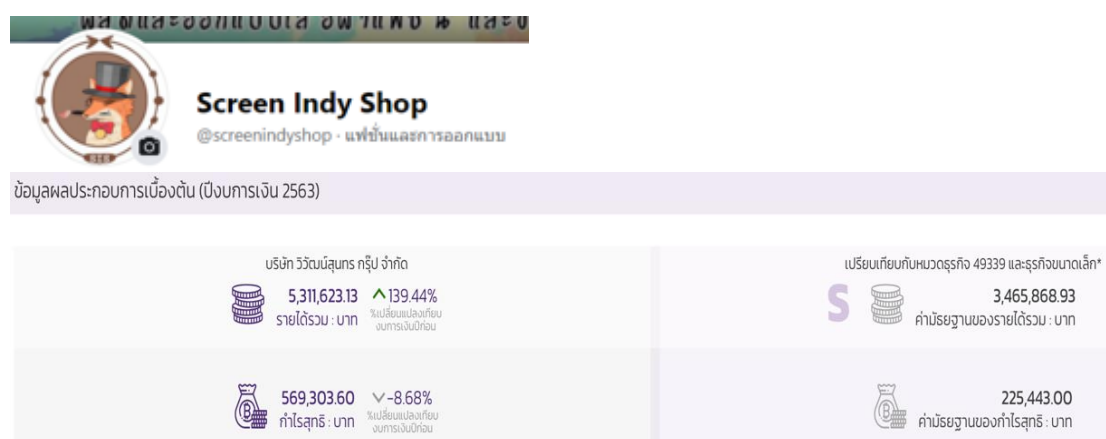 Screen Indy Shop
@screenindyshop · แฟชั่นและการออกแบบ
ข้อมูลผลประกอบการเบื้องต้น (ปีงบการเงิน 2563)
บริษัท วิวัฒน์สุนทร กรุ๊ป จำกัด
5,311,623.13 139.44%
รายได้รวม : บาท %เปลี่ยนแปลงเทียบ
งบการเงินปีก่อน
569,303.60 -8.68%
กำไรสุทธิ : บาท %เปลี่ยนแปลงเทียบ
งบการเงินปีก่อน
เปรียบเทียบกับหมวดธุรกิจ 49339 และธุรกิจขนาดเล็ก*
S 3,465,868.93
ค่ามัธยฐานของรายได้รวม : บาท
225,443.00
ค่ามัธยฐานของกำไรสุทธิ : บาท